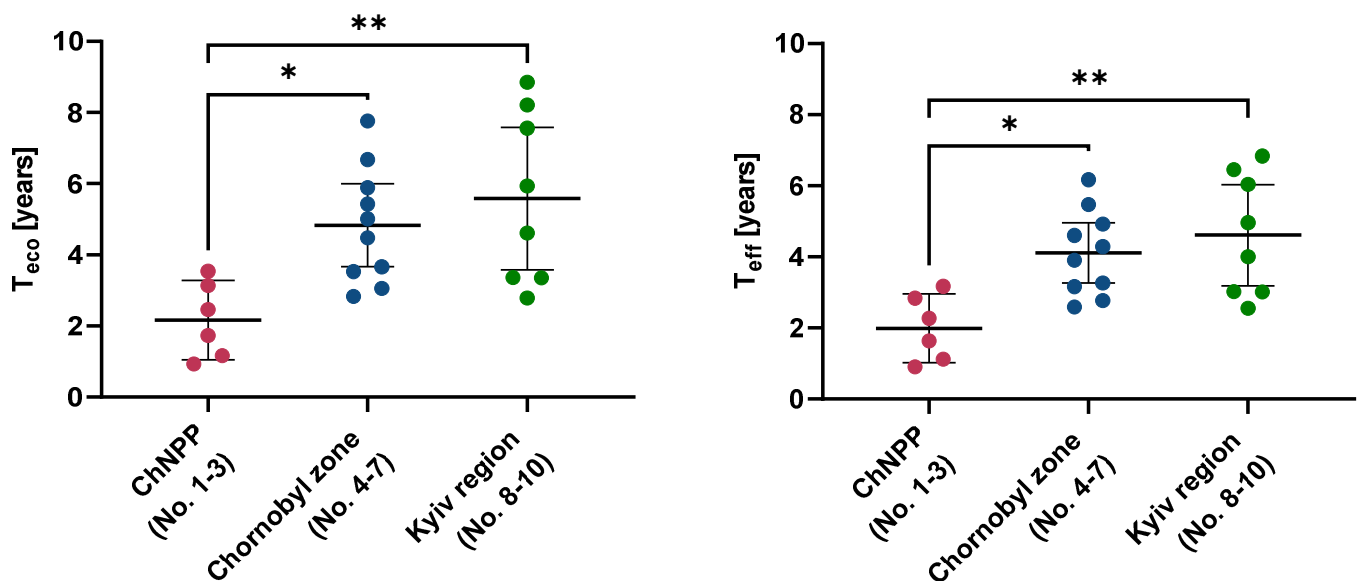 **
*
10
8
6
4
2
0
T_eco [years]
ChNPP
(No. 1-3)
Chornobyl zone
(No. 4-7)
Kyiv region
(No. 8-10)
**
*
10
8
6
4
2
0
T_eff [years]
ChNPP
(No. 1-3)
Chornobyl zone
(No. 4-7)
Kyiv region
(No. 8-10)